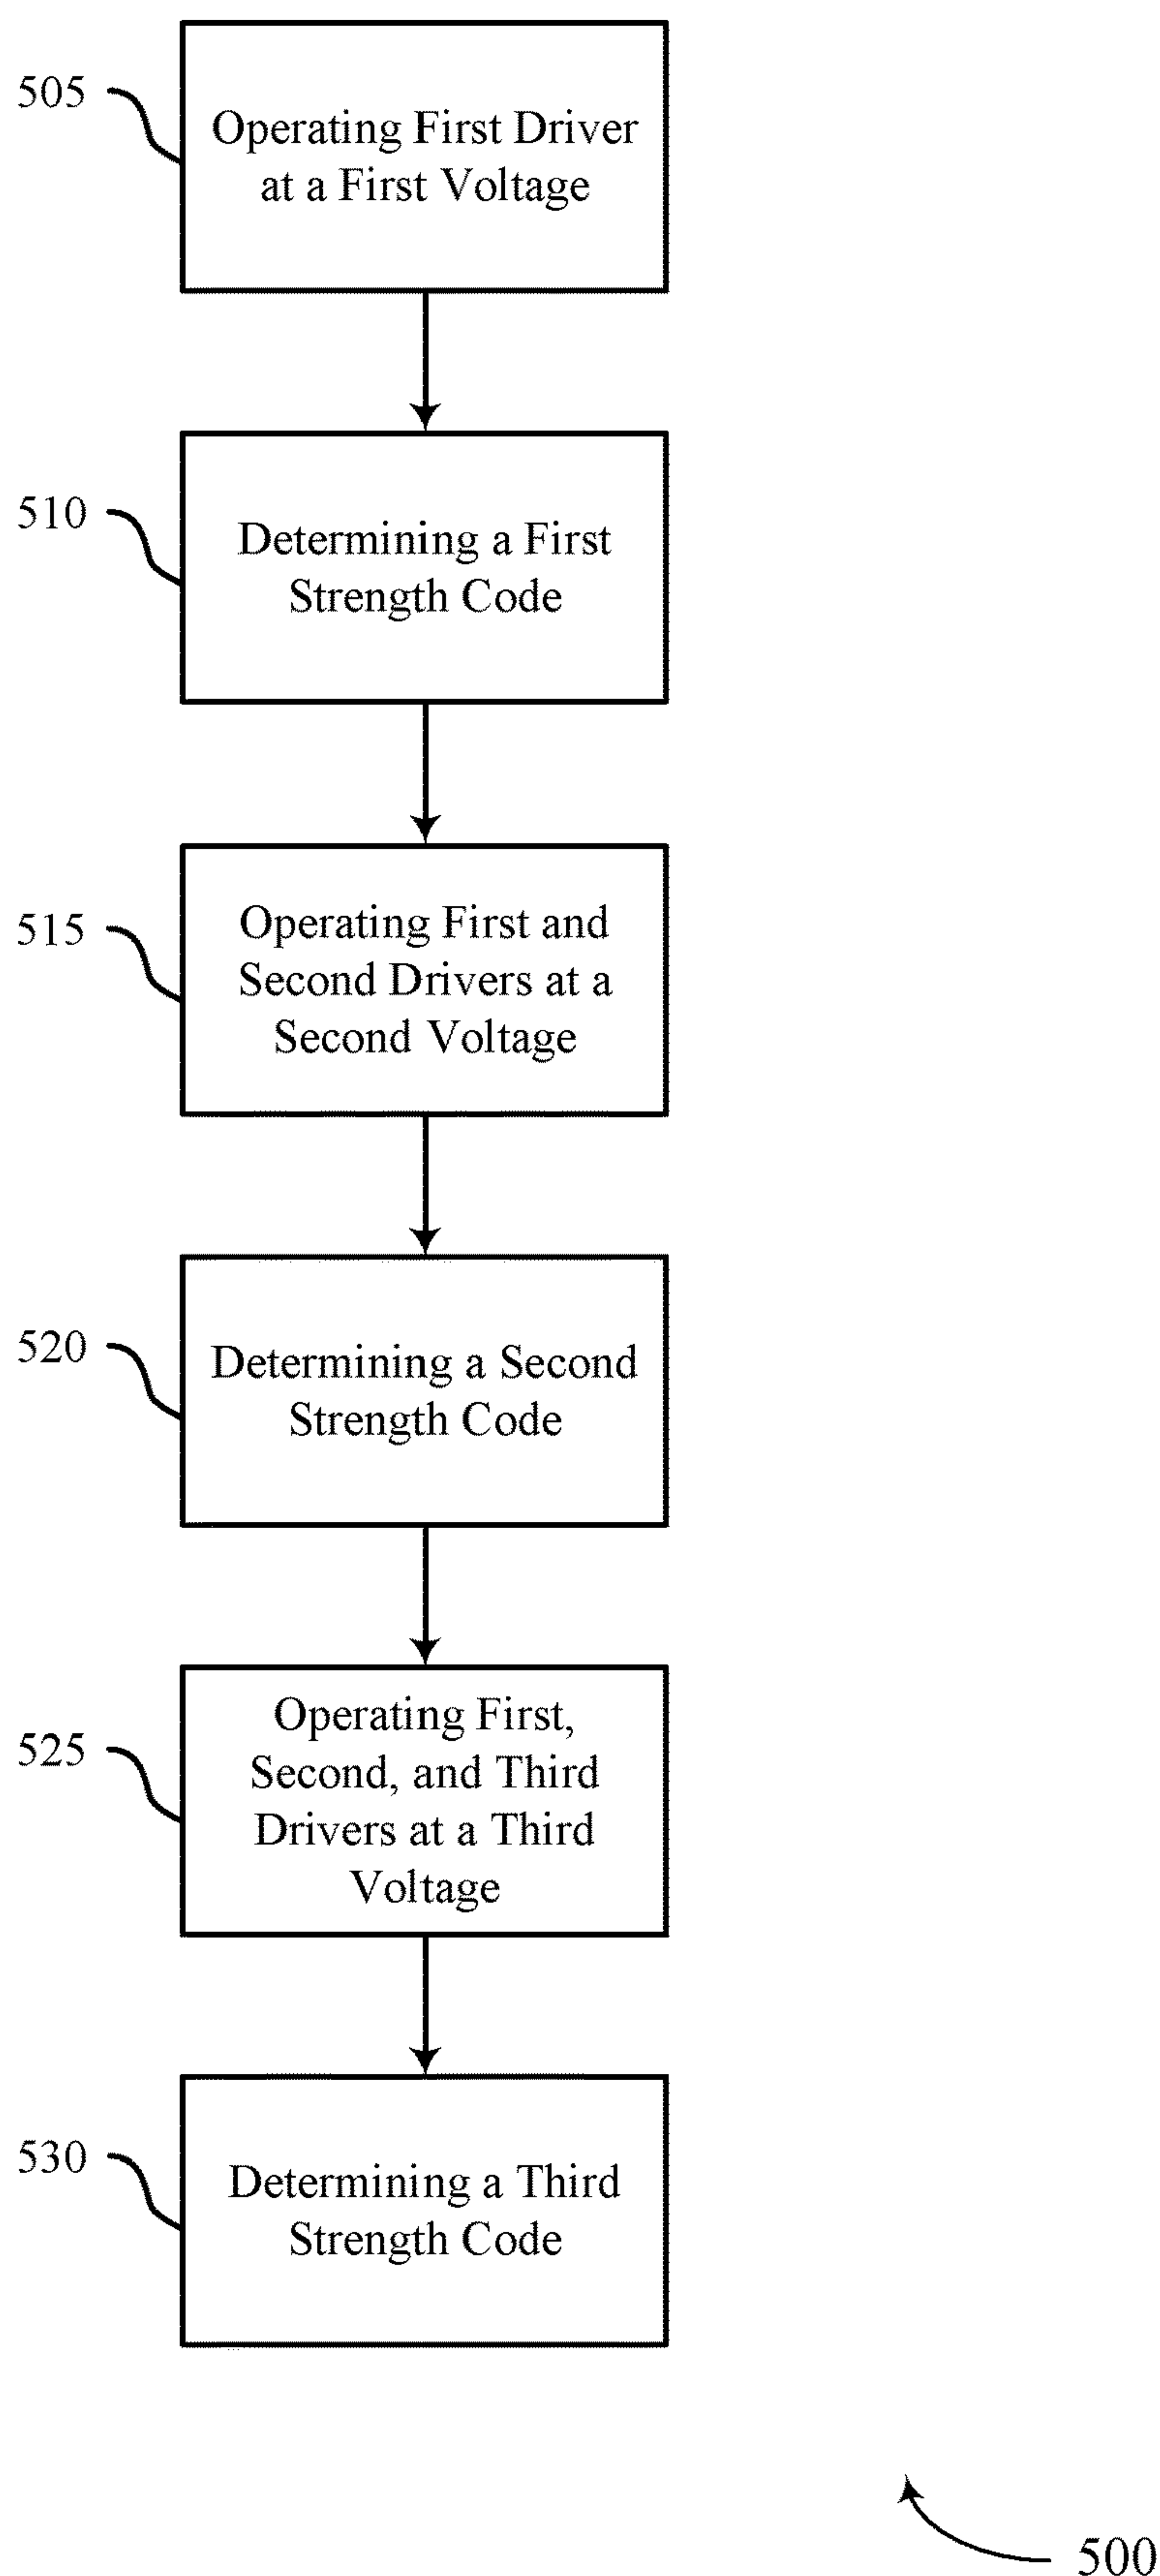 505
Operating First Driver
at a First Voltage
510
Determining a First
Strength Code
515
Operating First and
Second Drivers at a
Second Voltage
520
Determining a Second
Strength Code
525
Operating First,
Second, and Third
Drivers at a Third
Voltage
530
Determining a Third
Strength Code
500